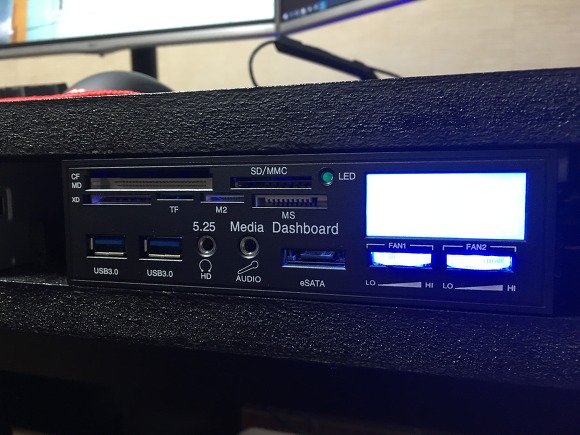 CF
MD
SD/MMC
LED
XD
TF
M2
MS
5.25 Media Dashboard
FAN1
FAN2
USB3.0
USB3.0
HD
AUDIO
eSATA
LO
HI
LO
HI